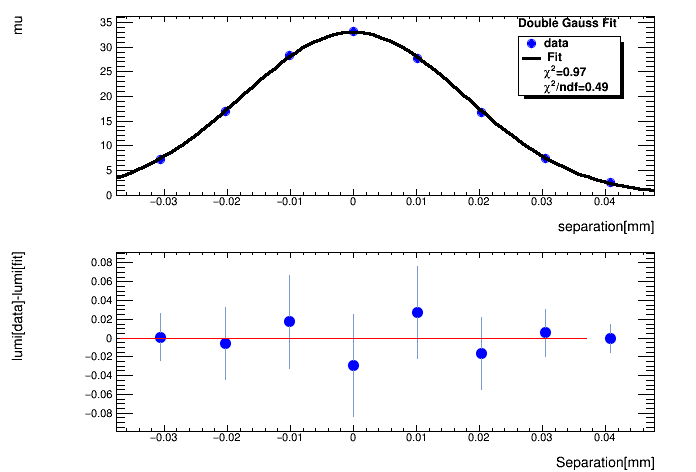 Double Gauss Fit
mu
35
30
25
20
15
10
5
0
data
Fit
χ²=0.97
χ²/ndf=0.49
−0.03 −0.02 −0.01 0 0.01 0.02 0.03 0.04
separation[mm]
lumi[data]-lumi[fit]
0.08
0.06
0.04
0.02
0
−0.02
−0.04
−0.06
−0.08
−0.03 −0.02 −0.01 0 0.01 0.02 0.03 0.04
Separation[mm]